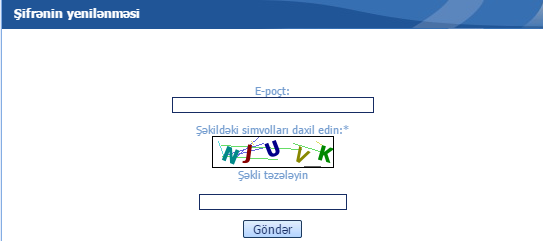 Şifrənin yenilənməsi
E-poçt:
Şəkildəki simvolları daxil edin:*
NJUVK
Şəkli təzələyin
Göndər